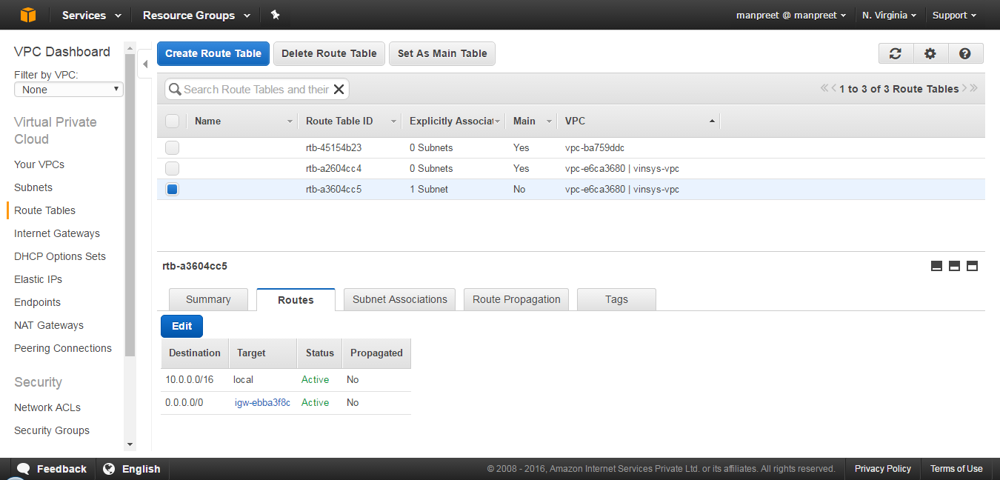 Services Resource Groups manpreet @ manpreet N. Virginia Support
VPC Dashboard
Filter by VPC:
None
Virtual Private
Cloud
Your VPCs
Subnets
Route Tables
Internet Gateways
DHCP Options Sets
Elastic IPs
Endpoints
NAT Gateways
Peering Connections
Security
Network ACLs
Security Groups
Create Route Table Delete Route Table Set As Main Table
Search Route Tables and their 1 to 3 of 3 Route Tables
Name Route Table ID Explicitly Associat Main VPC
rtb-45154b23 0 Subnets Yes vpc-ba759ddc
rtb-a2604cc4 0 Subnets Yes vpc-e6ca3680 | vinsys-vpc
rtb-a3604cc5 1 Subnet No vpc-e6ca3680 | vinsys-vpc
rtb-a3604cc5
Summary Routes Subnet Associations Route Propagation Tags
Edit
Destination Target Status Propagated
10.0.0.0/16 local Active No
0.0.0.0/0 igw-ebba3f8c Active No
Feedback English © 2008 - 2016, Amazon Internet Services Private Ltd. or its affiliates. All rights reserved. Privacy Policy Terms of Use